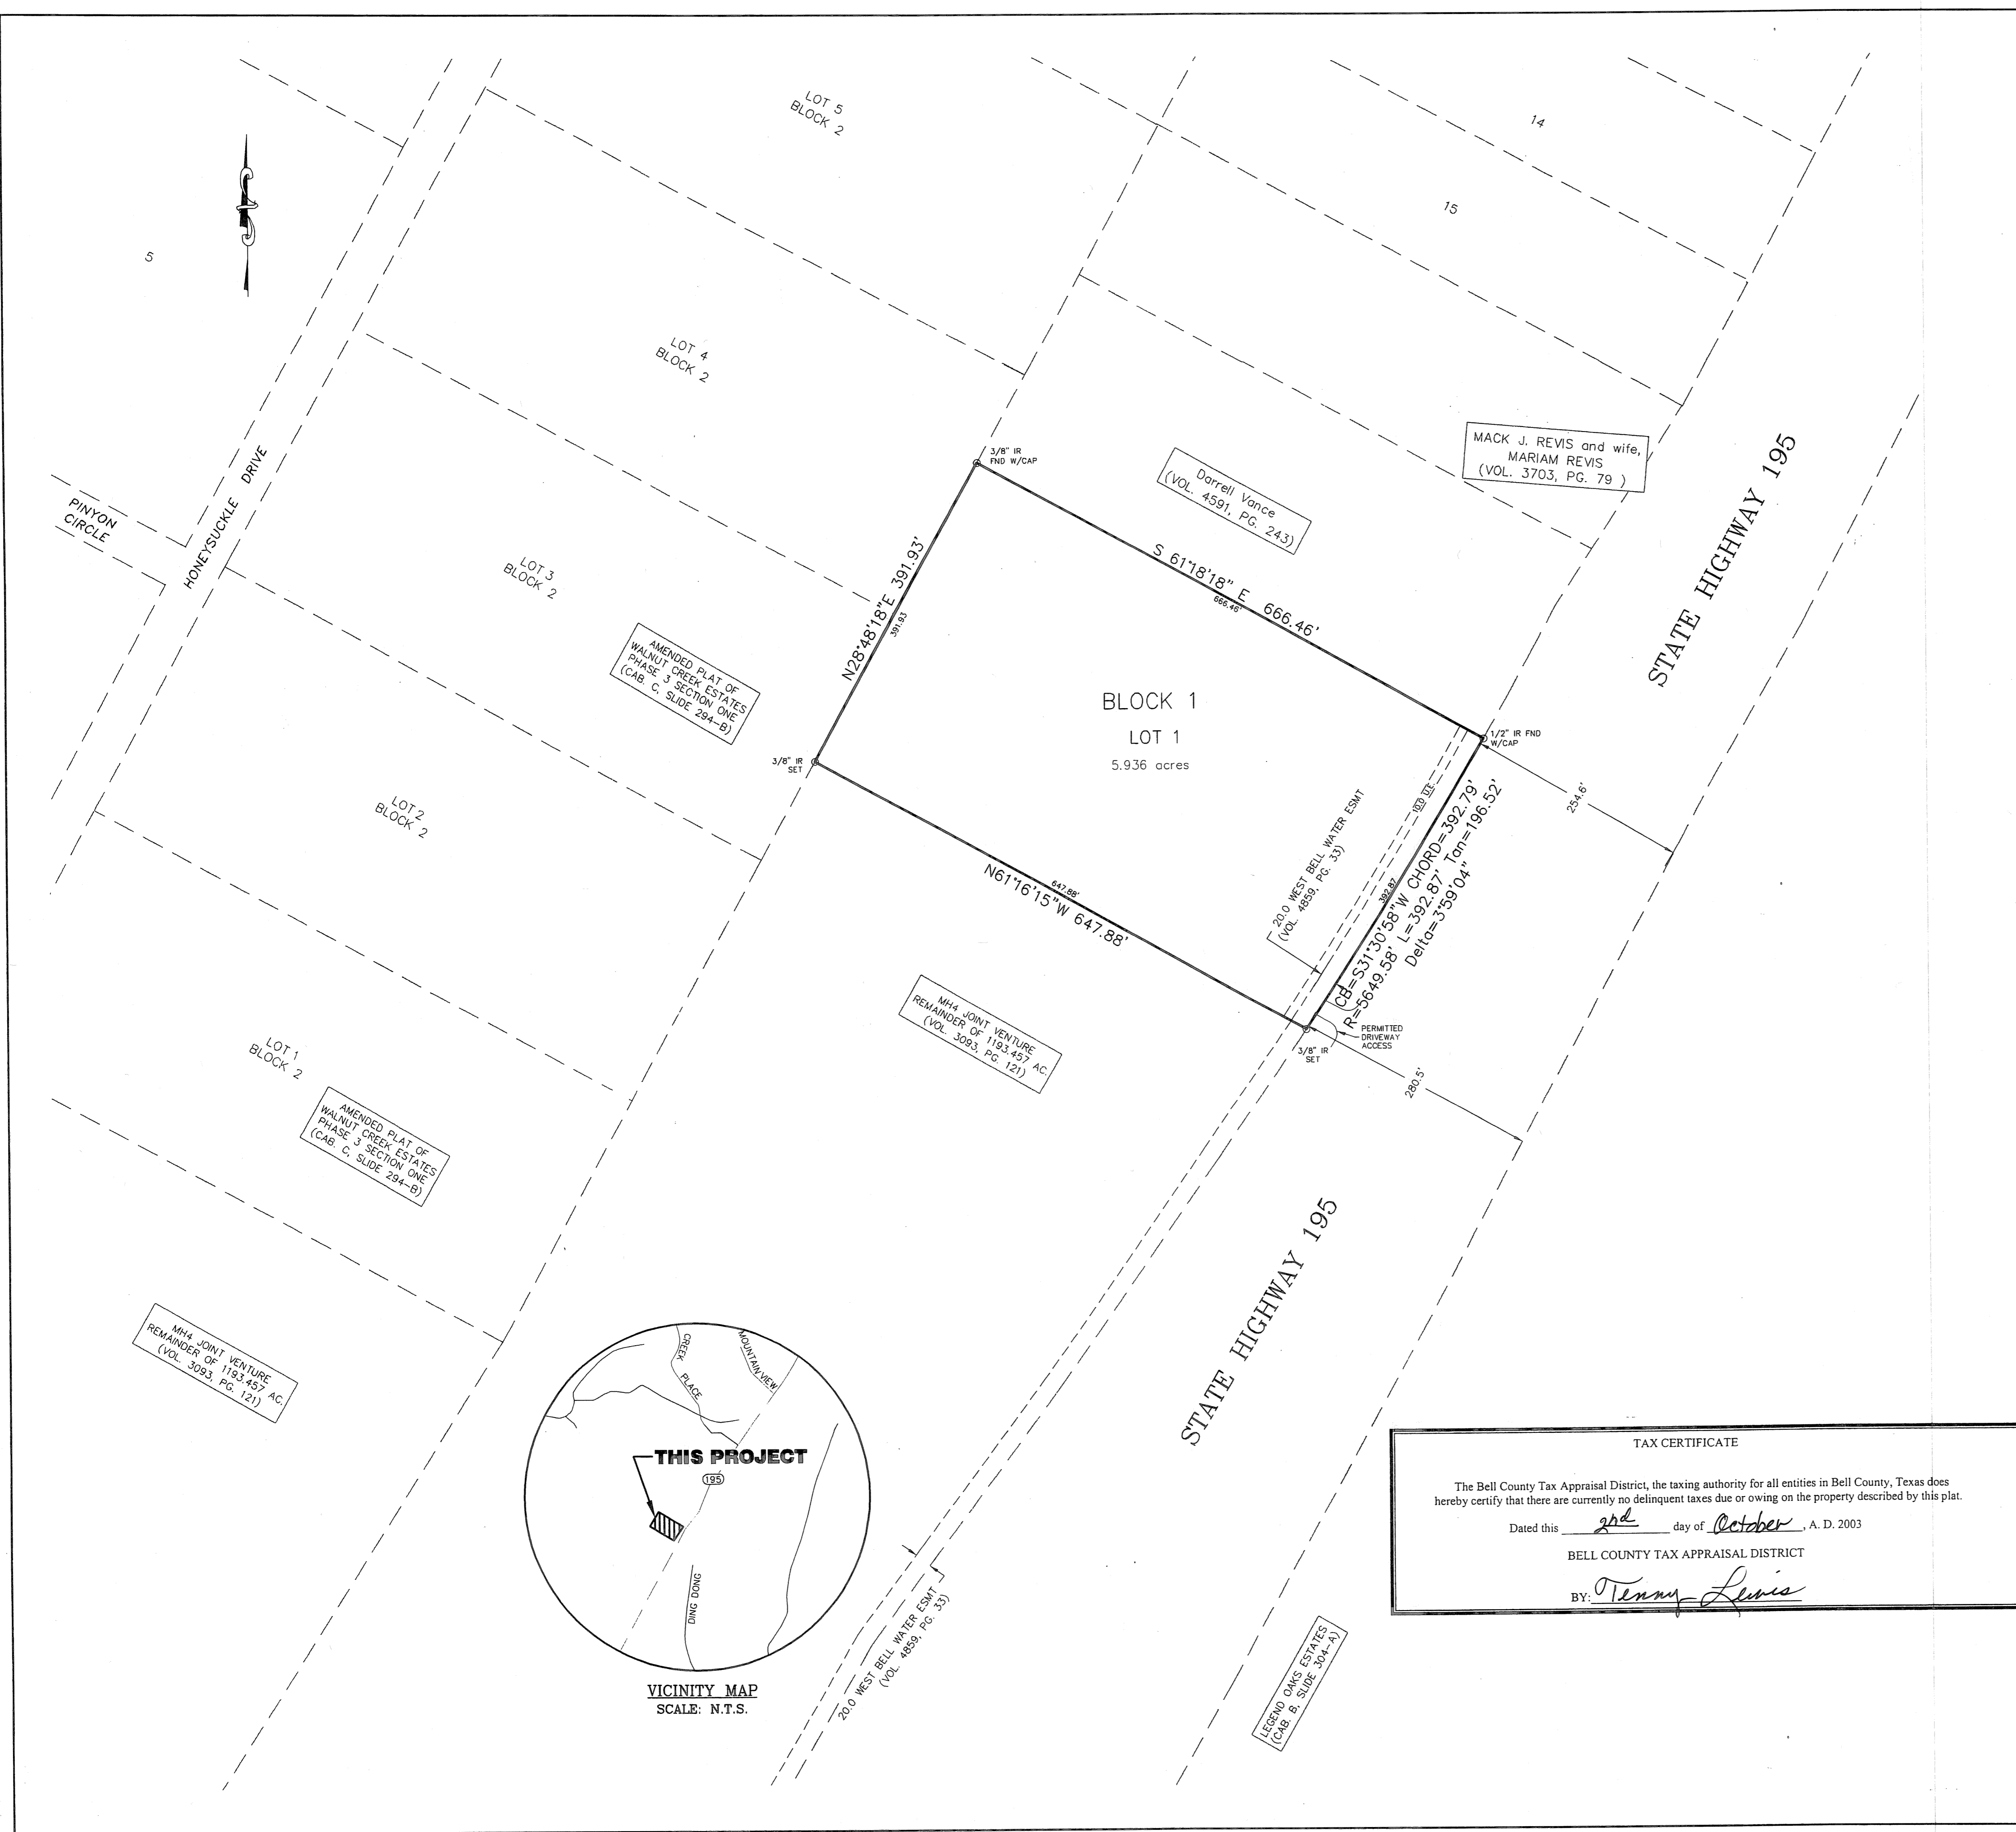 LOT 5
BLOCK 2
14
15
5
LOT 4
BLOCK 2
MACK J. REVIS and wife,
MARIAM REVIS
(VOL. 3703, PG. 79 )
STATE HIGHWAY 195
3/8" IR
FND W/CAP
Darrell Vance
(VOL. 4591, PG. 243)
PINYON
CIRCLE
HONEYSUCKLE DRIVE
LOT 3
BLOCK 2
N28°48'18"E 391.93'
391.93
S 61°18'18" E 666.46'
666.46'
AMENDED PLAT OF
WALNUT CREEK ESTATES
PHASE 3 SECTION ONE
(CAB. C, SLIDE 294-B)
BLOCK 1
LOT 1
5.936 acres
3/8" IR
SET
1/2" IR FND
W/CAP
254.6'
LOT 2
BLOCK 2
N61°16'15"W 647.88'
647.88'
20.0 WEST BELL WATER ESMT
(VOL. 4859, PG. 33)
10.0 U.E.
392.87
CB=S31°30'58"W CHORD=392.79'
R=5649.58' L=392.87' Tan=196.52'
Delta=3°59'04"
PERMITTED
DRIVEWAY
ACCESS
3/8" IR
SET
280.5'
MH4 JOINT VENTURE
REMAINDER OF 1193.457 AC.
(VOL. 3093, PG. 121)
LOT 1
BLOCK 2
AMENDED PLAT OF
WALNUT CREEK ESTATES
PHASE 3 SECTION ONE
(CAB. C, SLIDE 294-B)
STATE HIGHWAY 195
MH4 JOINT VENTURE
REMAINDER OF 1193.457 AC.
(VOL. 3093, PG. 121)
CREEK PLACE
MOUNTAINVIEW
THIS PROJECT
195
DING DONG
VICINITY MAP
SCALE: N.T.S.
20.0 WEST BELL WATER ESMT
(VOL. 4859, PG. 33)
LEGEND OAKS ESTATES
(CAB. B, SLIDE 304-A)
TAX CERTIFICATE
The Bell County Tax Appraisal District, the taxing authority for all entities in Bell County, Texas does
hereby certify that there are currently no delinquent taxes due or owing on the property described by this plat.
Dated this 2nd day of October, A. D. 2003
BELL COUNTY TAX APPRAISAL DISTRICT
BY: Tenny Lewis